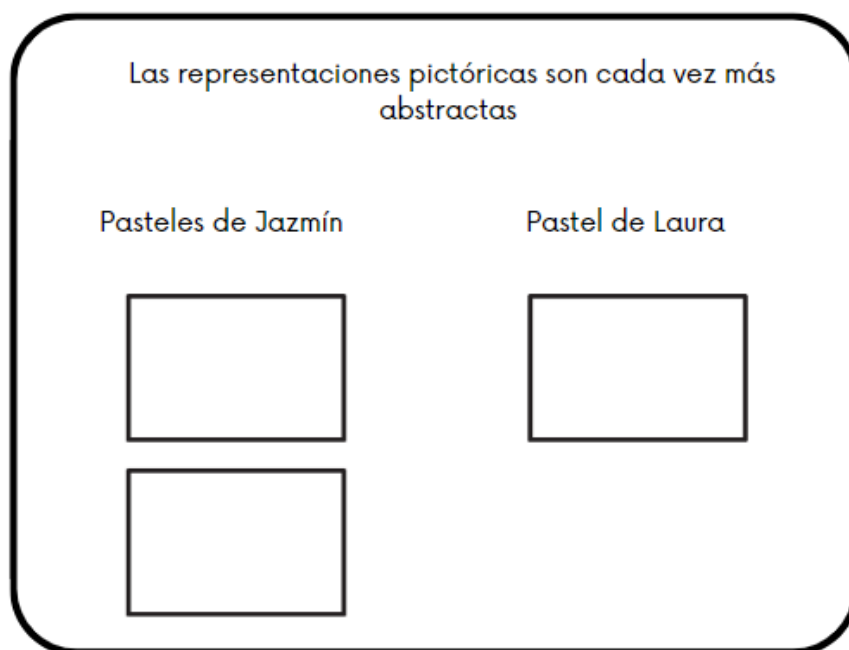 Las representaciones pictóricas son cada vez más
abstractas
Pasteles de Jazmín
Pastel de Laura